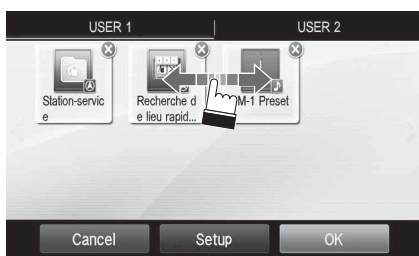 USER 1
USER 2
Station-servic
e
Recherche d
e lieu rapid...
M-1 Preset
Cancel
Setup
OK